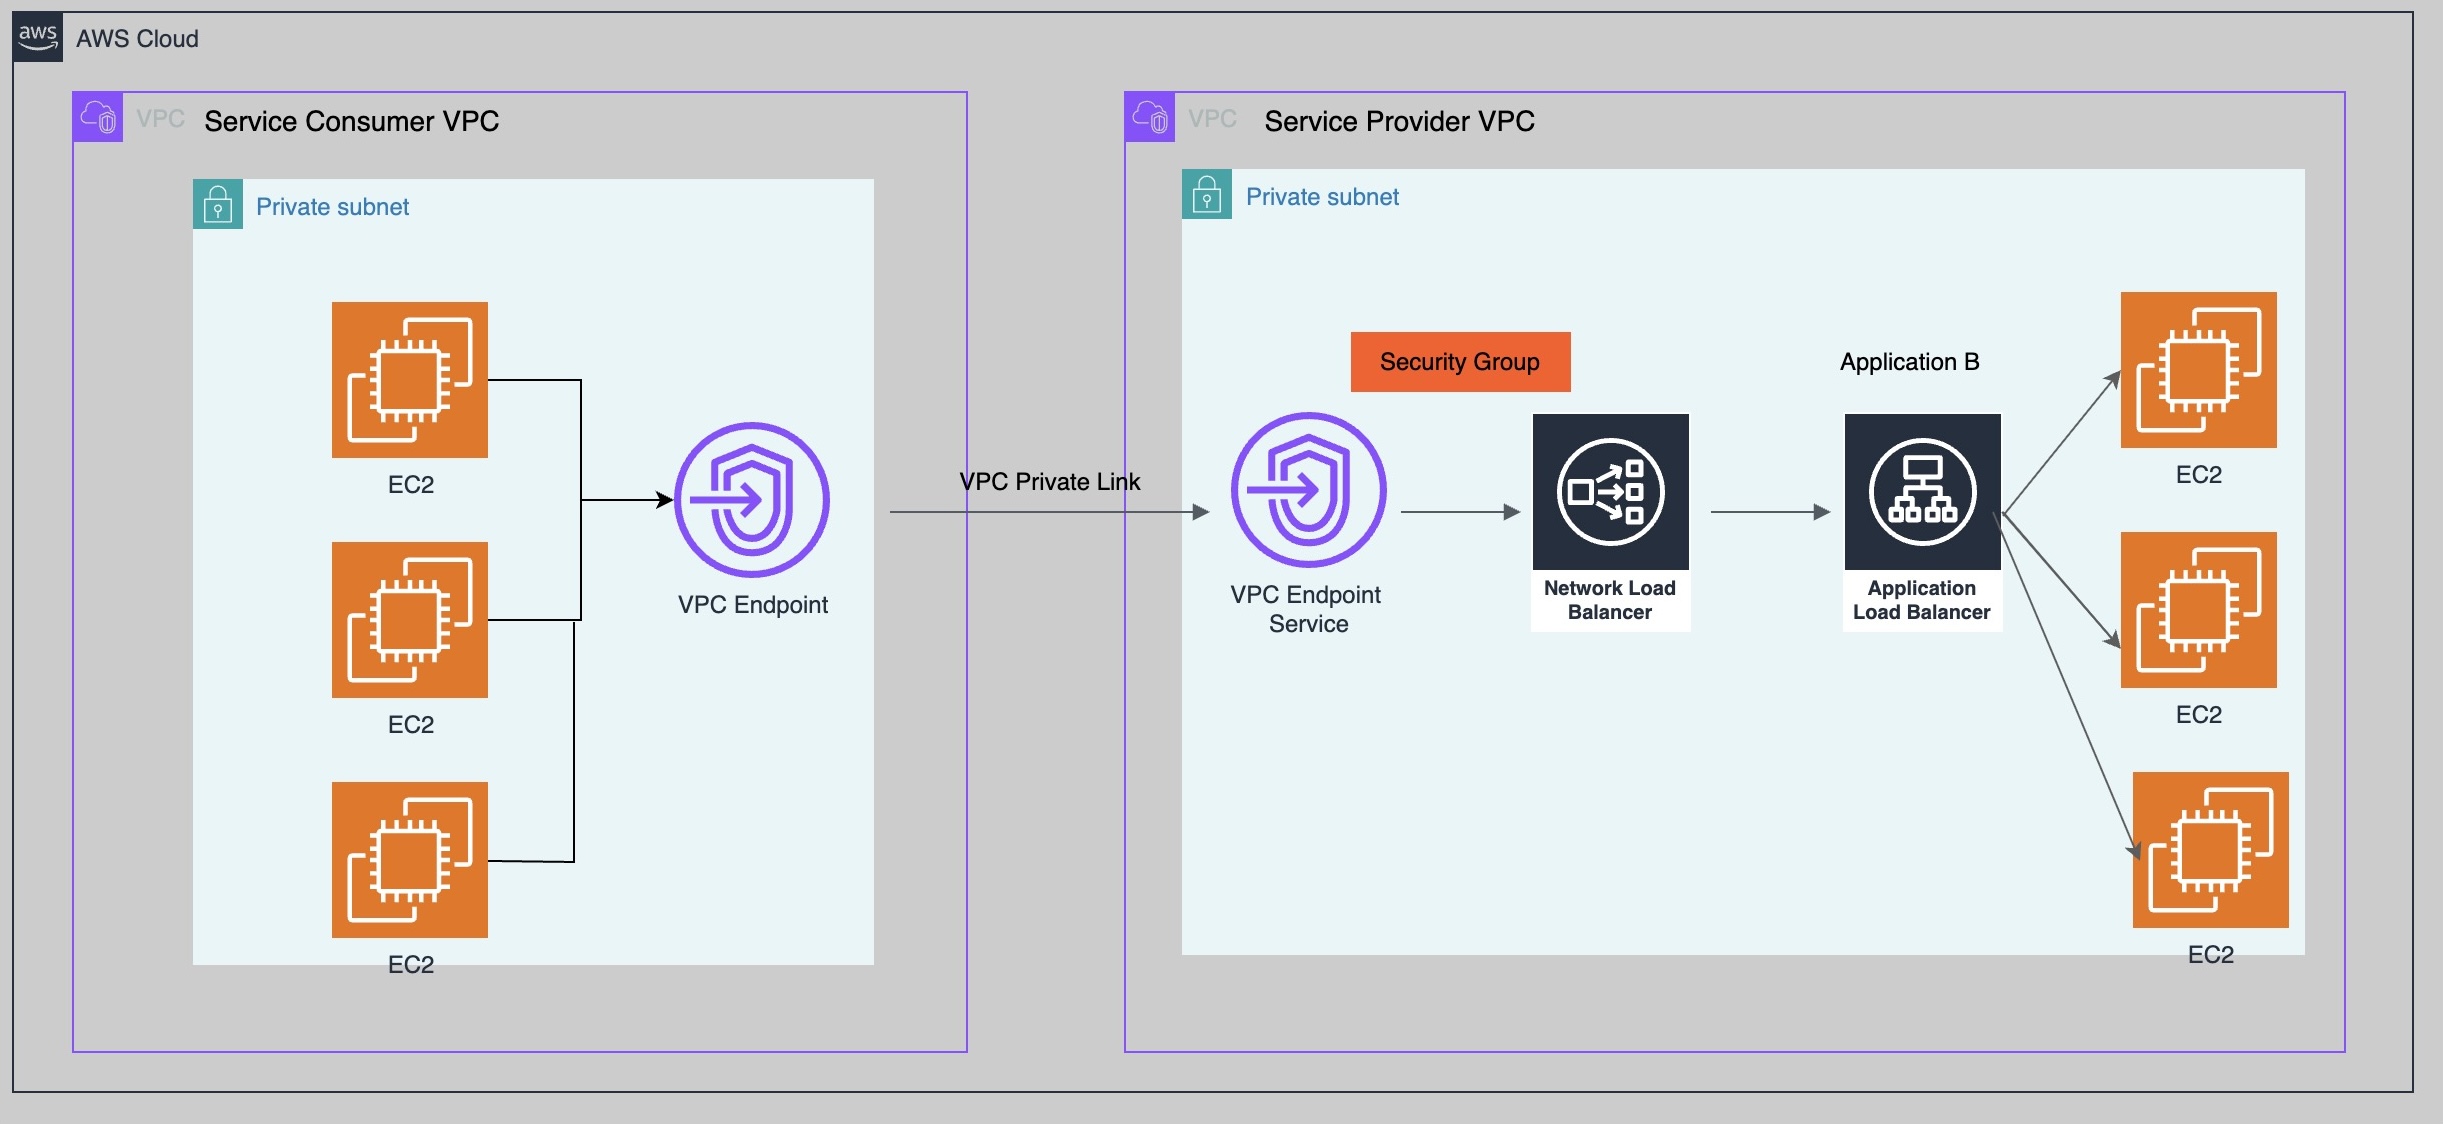 aws
AWS Cloud
VPC
Service Consumer VPC
Private subnet
EC2
EC2
EC2
VPC Endpoint
VPC Private Link
VPC
Service Provider VPC
Private subnet
Security Group
VPC Endpoint
Service
Network Load
Balancer
Application B
Application
Load Balancer
EC2
EC2
EC2